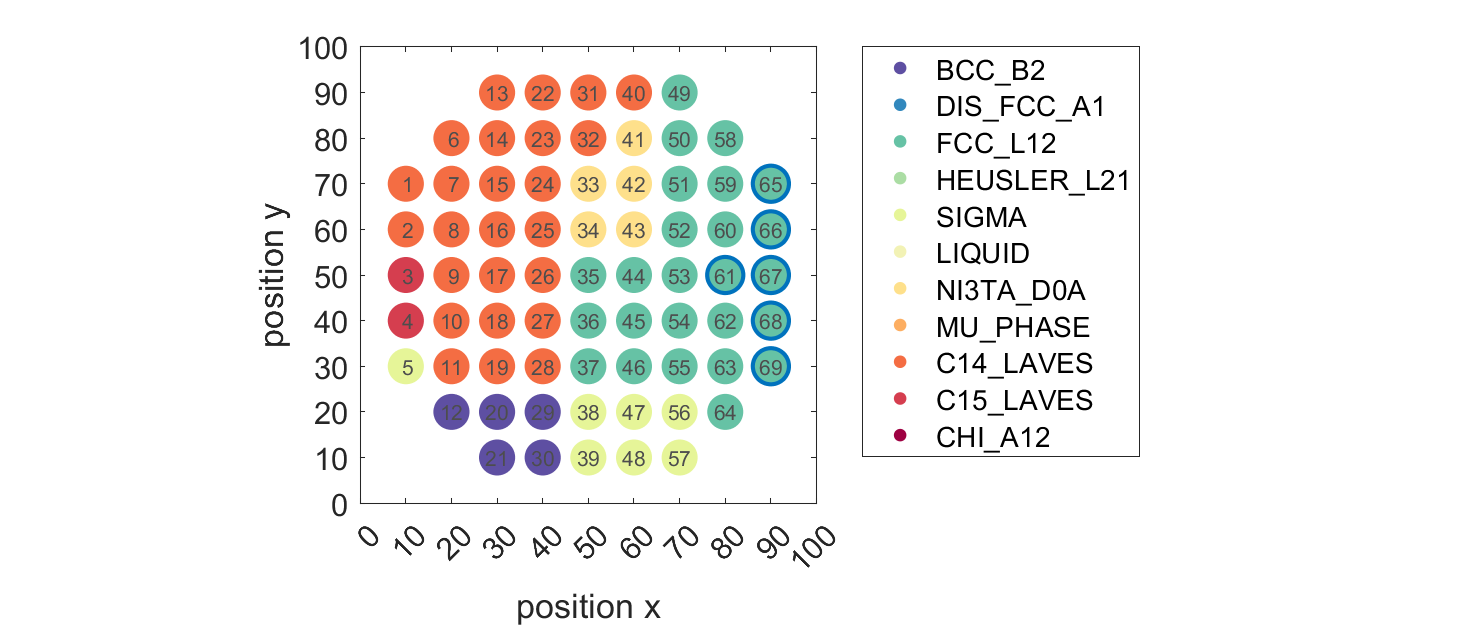 100
90
80
70
60
50
40
30
20
10
0
position y
13 22 31 40 49
6 14 23 32 41 50 58
1 7 15 24 33 42 51 59 65
2 8 16 25 34 43 52 60 66
3 9 17 26 35 44 53 61 67
4 10 18 27 36 45 54 62 68
5 11 19 28 37 46 55 63 69
12 20 29 38 47 56 64
21 30 39 48 57
0 10 20 30 40 50 60 70 80 90 100
position x
BCC_B2
DIS_FCC_A1
FCC_L12
HEUSLER_L21
SIGMA
LIQUID
NI3TA_D0A
MU_PHASE
C14_LAVES
C15_LAVES
CHI_A12